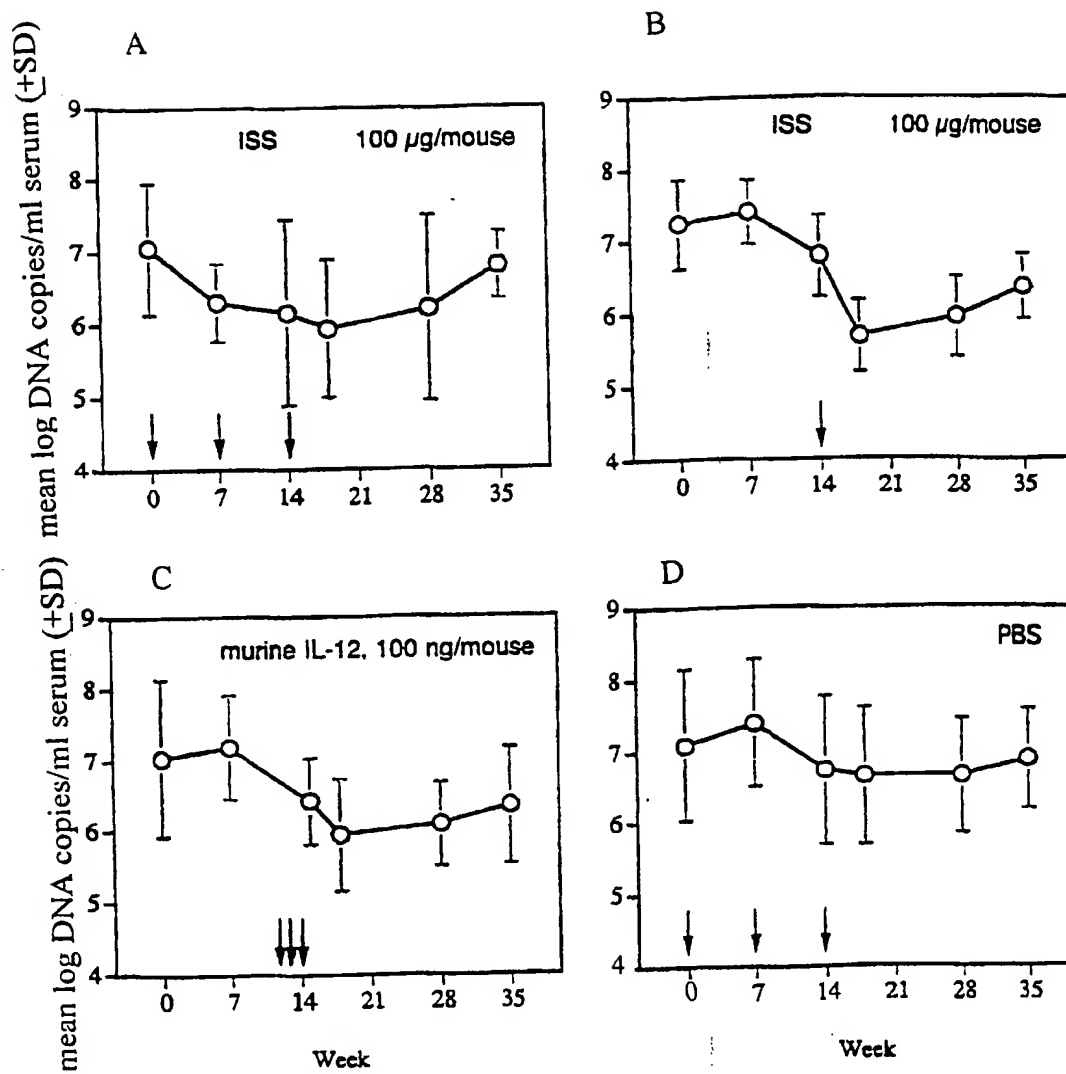 A
mean log DNA copies/ml serum (±SD)
9
8
7
6
5
4
ISS 100 µg/mouse
0 7 14 21 28 35
B
9
8
7
6
5
4
ISS 100 µg/mouse
0 7 14 21 28 35
C
mean log DNA copies/ml serum (±SD)
9
8
7
6
5
4
murine IL-12, 100 ng/mouse
0 7 14 21 28 35
Week
D
9
8
7
6
5
4
PBS
0 7 14 21 28 35
Week